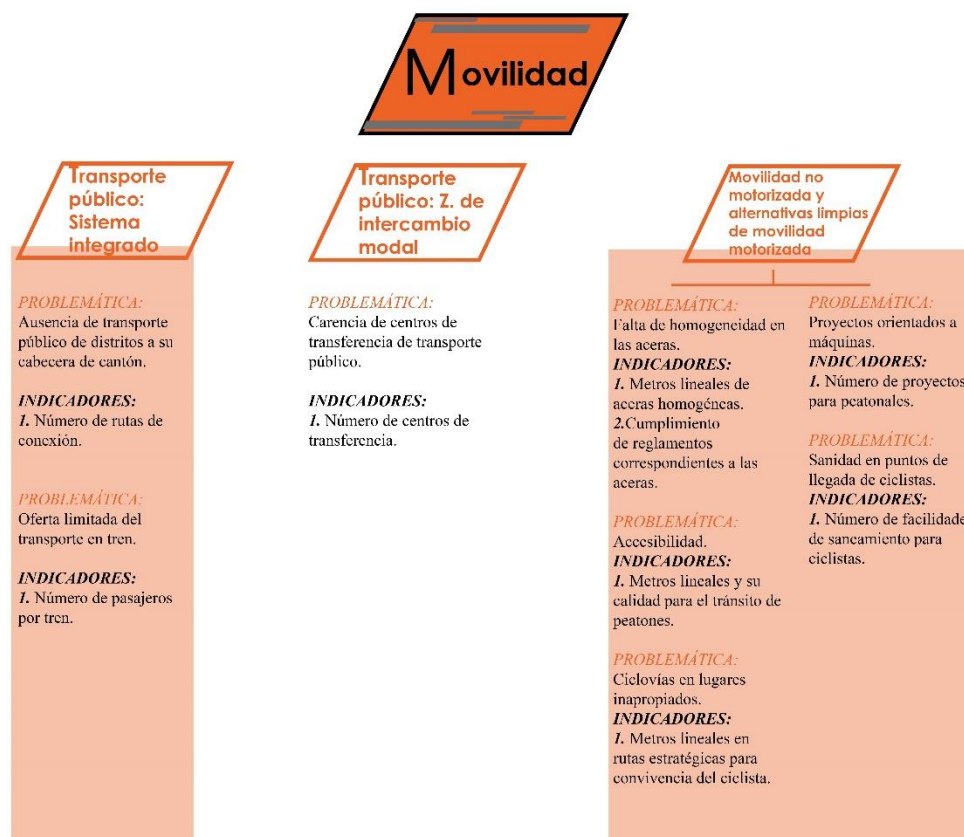 Movilidad
Transporte
público:
Sistema
integrado
PROBLEMÁTICA:
Ausencia de transporte
público de distritos a su
cabecera de cantón.
INDICADORES:
1. Número de rutas de
conexión.
PROBLEMÁTICA:
Oferta limitada del
transporte en tren.
INDICADORES:
1. Número de pasajeros
por tren.
Transporte
público: Z. de
intercambio
modal
PROBLEMÁTICA:
Carencia de centros de
transferencia de transporte
público.
INDICADORES:
1. Número de centros de
transferencia.
Movilidad no
motorizada y
alternativas limpias
de movilidad
motorizada
PROBLEMÁTICA:
Falta de homogeneidad en
las aceras.
INDICADORES:
1. Metros lineales de
aceras homogéneas.
2.Cumplimiento
de reglamentos
correspondientes a las
aceras.
PROBLEMÁTICA:
Accesibilidad.
INDICADORES:
1. Metros lineales y su
calidad para el tránsito de
peatones.
PROBLEMÁTICA:
Ciclovías en lugares
inapropiados.
INDICADORES:
1. Metros lineales en
rutas estratégicas para
convivencia del ciclista.
PROBLEMÁTICA:
Proyectos orientados a
máquinas.
INDICADORES:
1. Número de proyectos
para peatonales.
PROBLEMÁTICA:
Sanidad en puntos de
llegada de ciclistas.
INDICADORES:
1. Número de facilidade
de saneamiento para
ciclistas.